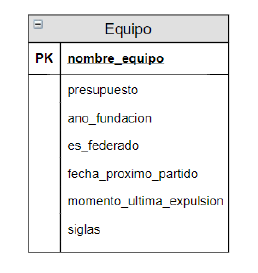 Equipo
PK nombre_equipo
presupuesto
ano_fundacion
es_federado
fecha_proximo_partido
momento_ultima_expulsion
siglas